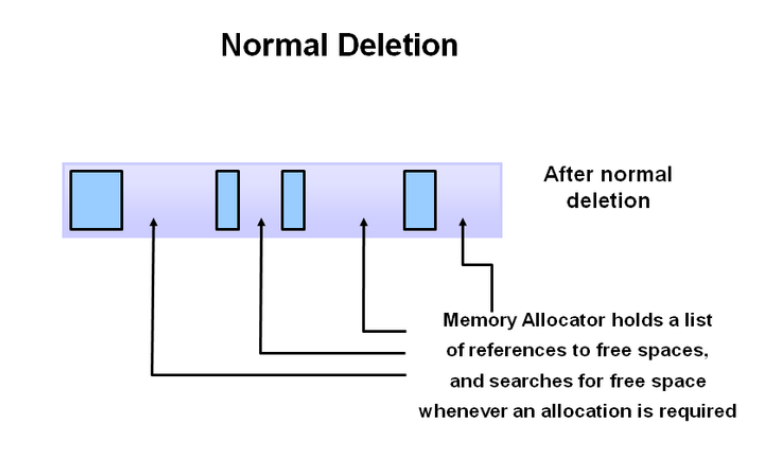 Normal Deletion
After normal
deletion
Memory Allocator holds a list
of references to free spaces,
and searches for free space
whenever an allocation is required